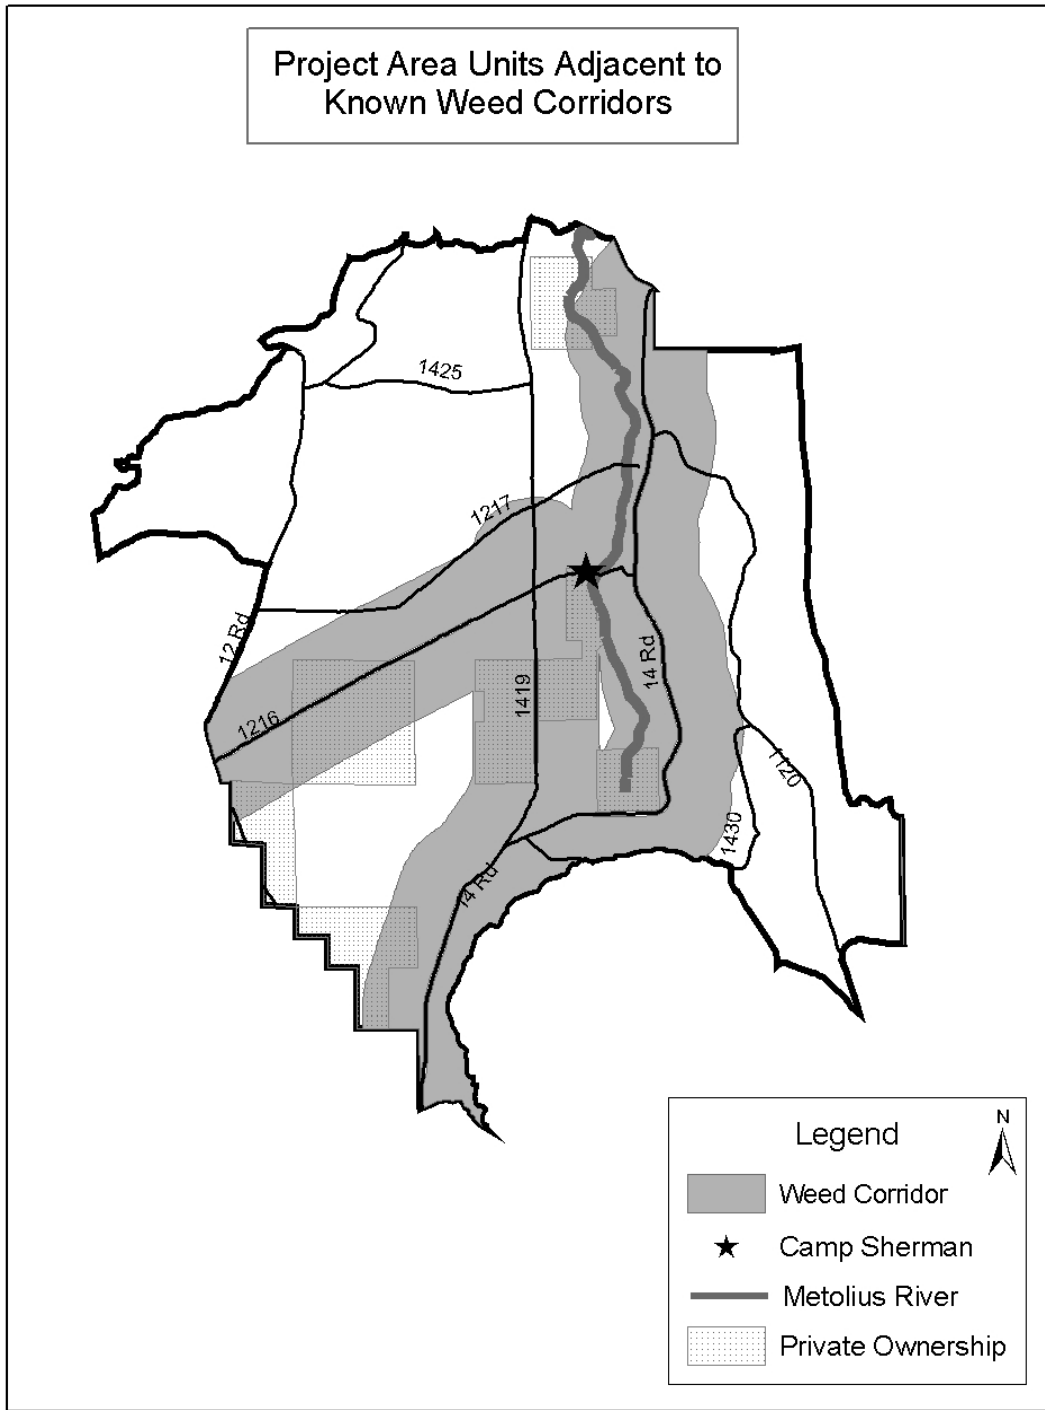 Project Area Units Adjacent to
Known Weed Corridors
1425
1217
12 Rd
14 Rd
1419
1216
1120
1430
14 Rd
N
Legend
Weed Corridor
Camp Sherman
Metolius River
Private Ownership